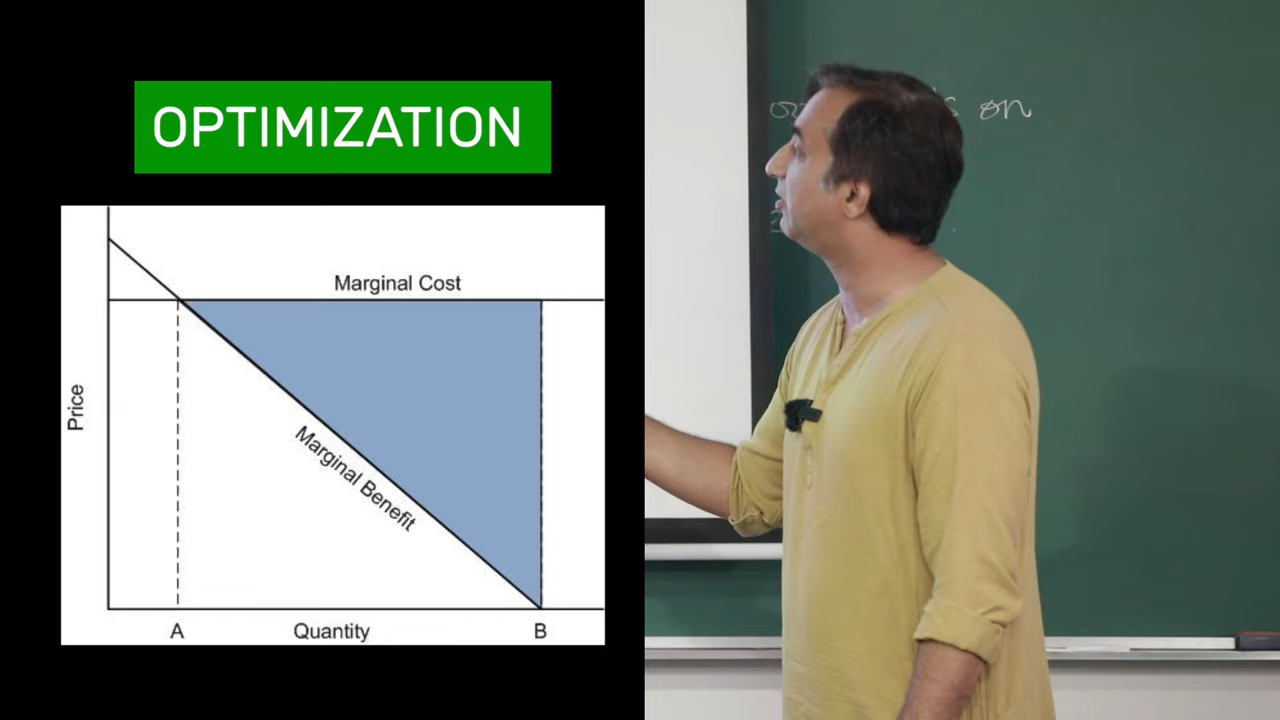 OPTIMIZATION
Marginal Cost
Price
Marginal Benefit
A
Quantity
B
on